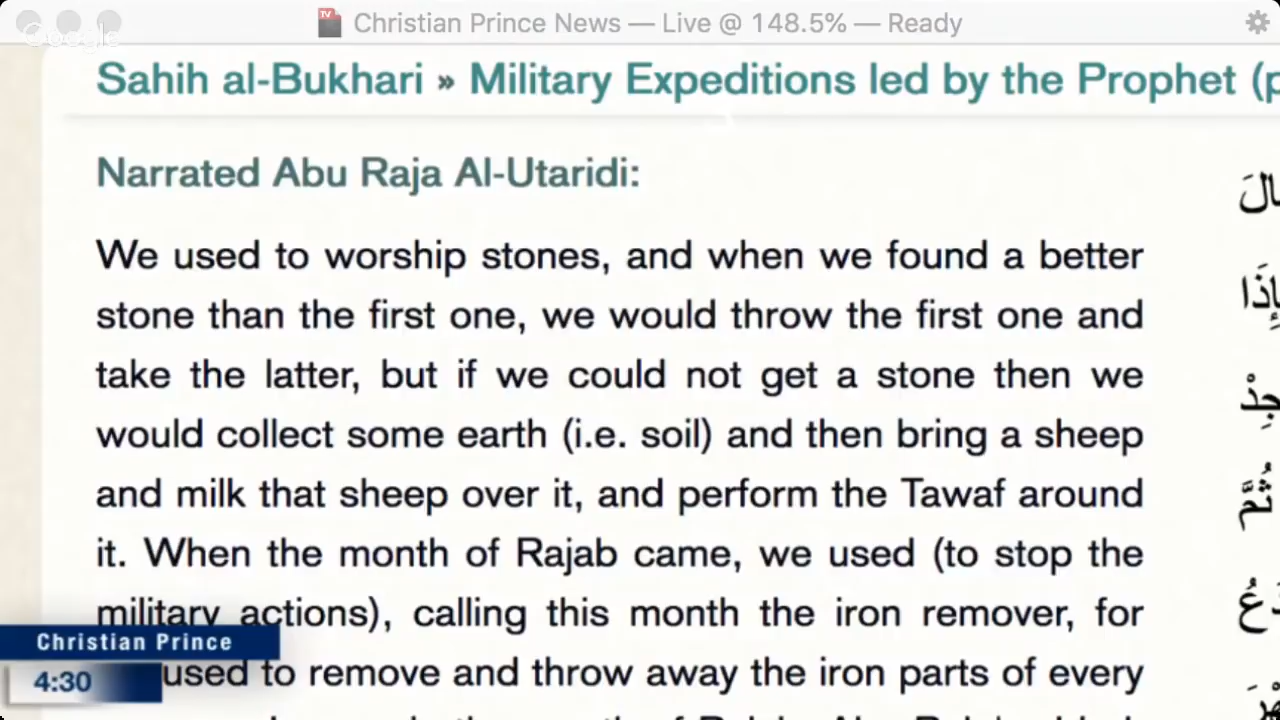 Christian Prince News — Live @ 148.5% — Ready
Google
Sahih al-Bukhari » Military Expeditions led by the Prophet (p
Narrated Abu Raja Al-Utaridi:
We used to worship stones, and when we found a better
stone than the first one, we would throw the first one and
take the latter, but if we could not get a stone then we
would collect some earth (i.e. soil) and then bring a sheep
and milk that sheep over it, and perform the Tawaf around
it. When the month of Rajab came, we used (to stop the
military actions), calling this month the iron remover, for
used to remove and throw away the iron parts of every
Christian Prince
4:30